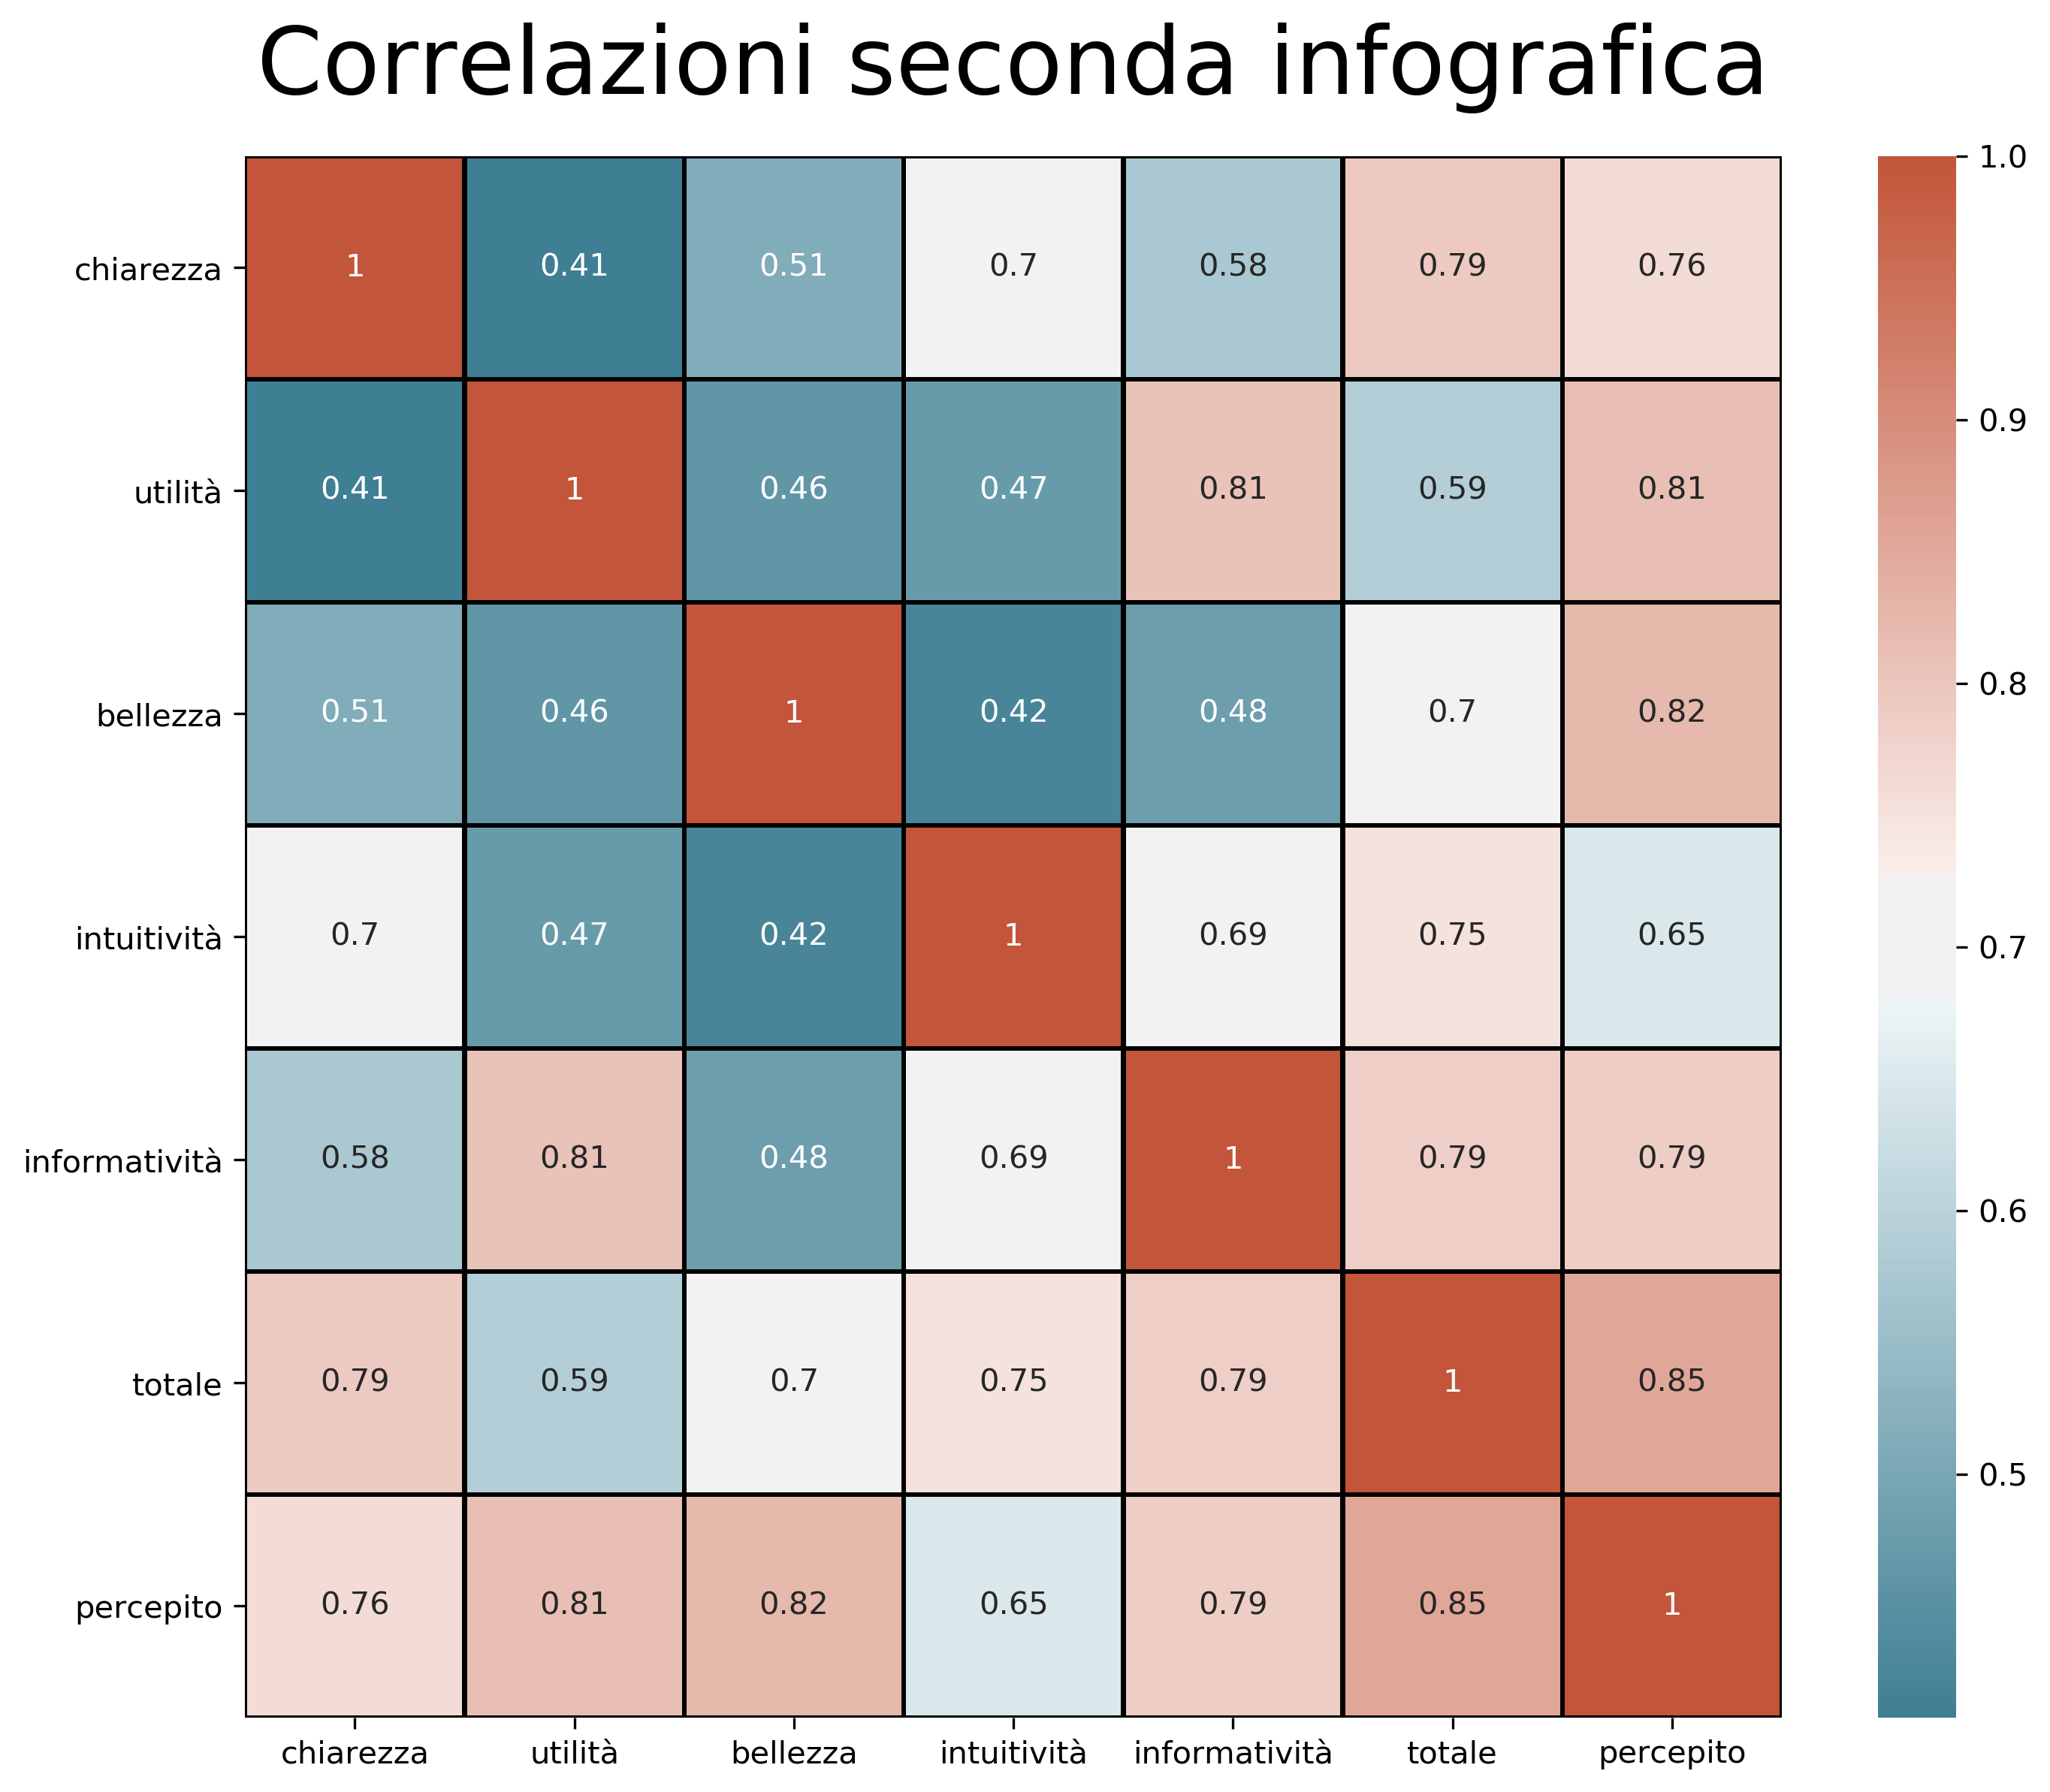 Correlazioni seconda infografica
chiarezza 1 0.41 0.51 0.7 0.58 0.79 0.76
utilità 0.41 1 0.46 0.47 0.81 0.59 0.81
bellezza 0.51 0.46 1 0.42 0.48 0.7 0.82
intuitività 0.7 0.47 0.42 1 0.69 0.75 0.65
informatività 0.58 0.81 0.48 0.69 1 0.79 0.79
totale 0.79 0.59 0.7 0.75 0.79 1 0.85
percepito 0.76 0.81 0.82 0.65 0.79 0.85 1
chiarezza utilità bellezza intuitività informatività totale percepito
1.0
0.9
0.8
0.7
0.6
0.5